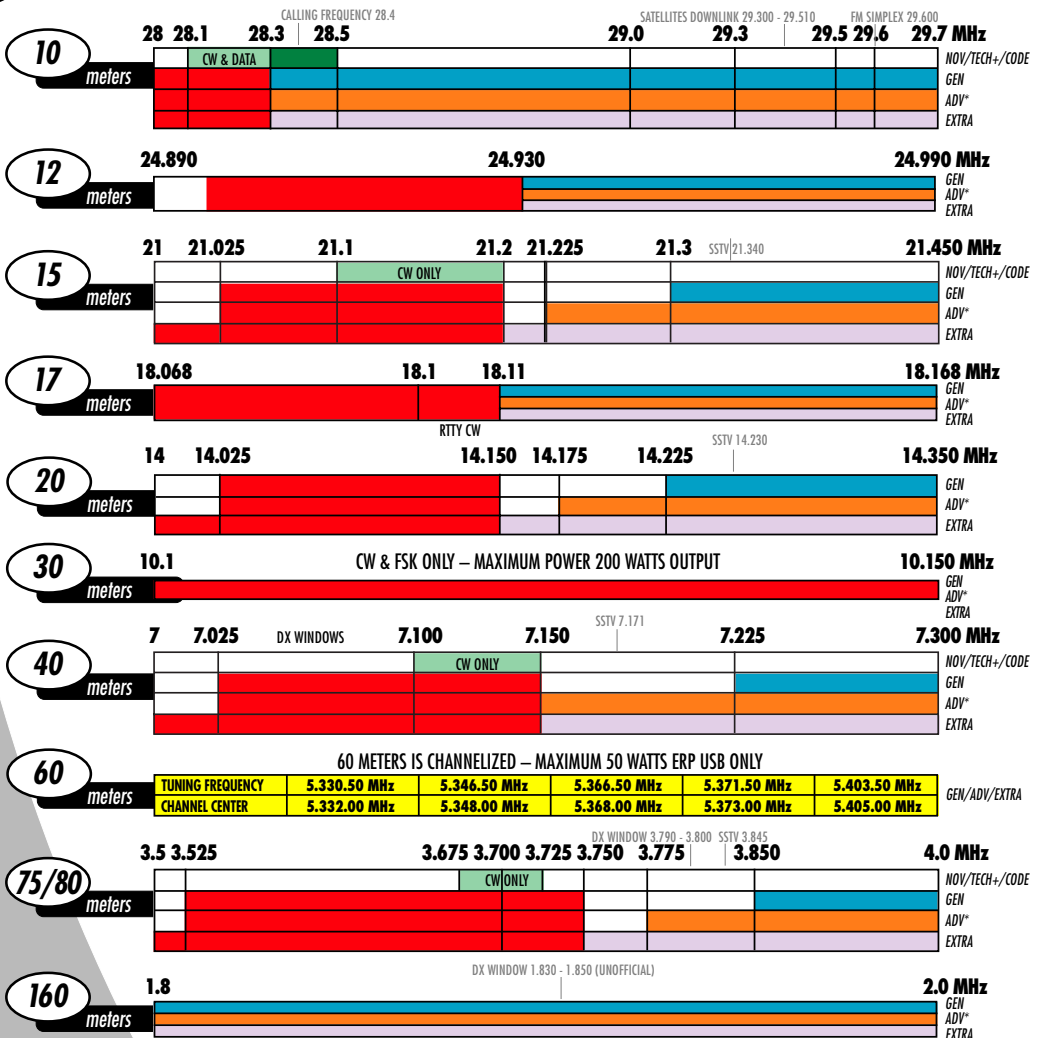 CALLING FREQUENCY 28.4 SATELLITES DOWNLINK 29.300 - 29.510 FM SIMPLEX 29.600
28 28.1 28.3 28.5 29.0 29.3 29.5 29.6 29.7 MHz
10
meters
CW & DATA
NOV/TECH+/CODE
GEN
ADV*
EXTRA
24.890 24.930 24.990 MHz
12
meters
GEN
ADV*
EXTRA
21 21.025 21.1 21.2 21.225 21.3 SSTV 21.340 21.450 MHz
15
meters
CW ONLY
NOV/TECH+/CODE
GEN
ADV*
EXTRA
18.068 18.1 18.11 18.168 MHz
17
meters
GEN
ADV*
EXTRA
RTTY CW
SSTV 14.230
14 14.025 14.150 14.175 14.225 14.350 MHz
20
meters
GEN
ADV*
EXTRA
10.1 CW & FSK ONLY – MAXIMUM POWER 200 WATTS OUTPUT 10.150 MHz
30
meters
GEN
ADV*
EXTRA
SSTV 7.171
7 7.025 DX WINDOWS 7.100 7.150 7.225 7.300 MHz
40
meters
CW ONLY
NOV/TECH+/CODE
GEN
ADV*
EXTRA
60 METERS IS CHANNELIZED – MAXIMUM 50 WATTS ERP USB ONLY
60
meters
TUNING FREQUENCY 5.330.50 MHz 5.346.50 MHz 5.366.50 MHz 5.371.50 MHz 5.403.50 MHz
CHANNEL CENTER 5.332.00 MHz 5.348.00 MHz 5.368.00 MHz 5.373.00 MHz 5.405.00 MHz
GEN/ADV/EXTRA
DX WINDOW 3.790 - 3.800 SSTV 3.845
3.5 3.525 3.675 3.700 3.725 3.750 3.775 3.850 4.0 MHz
75/80
meters
CW ONLY
NOV/TECH+/CODE
GEN
ADV*
EXTRA
DX WINDOW 1.830 - 1.850 (UNOFFICIAL)
1.8 2.0 MHz
160
meters
GEN
ADV*
EXTRA